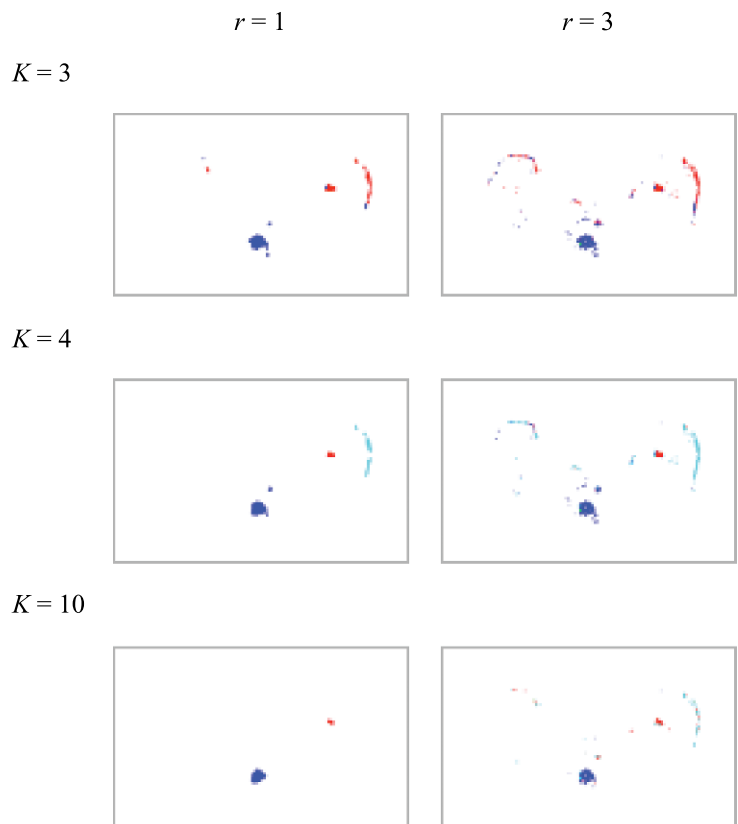 r = 1
r = 3
K = 3
K = 4
K = 10